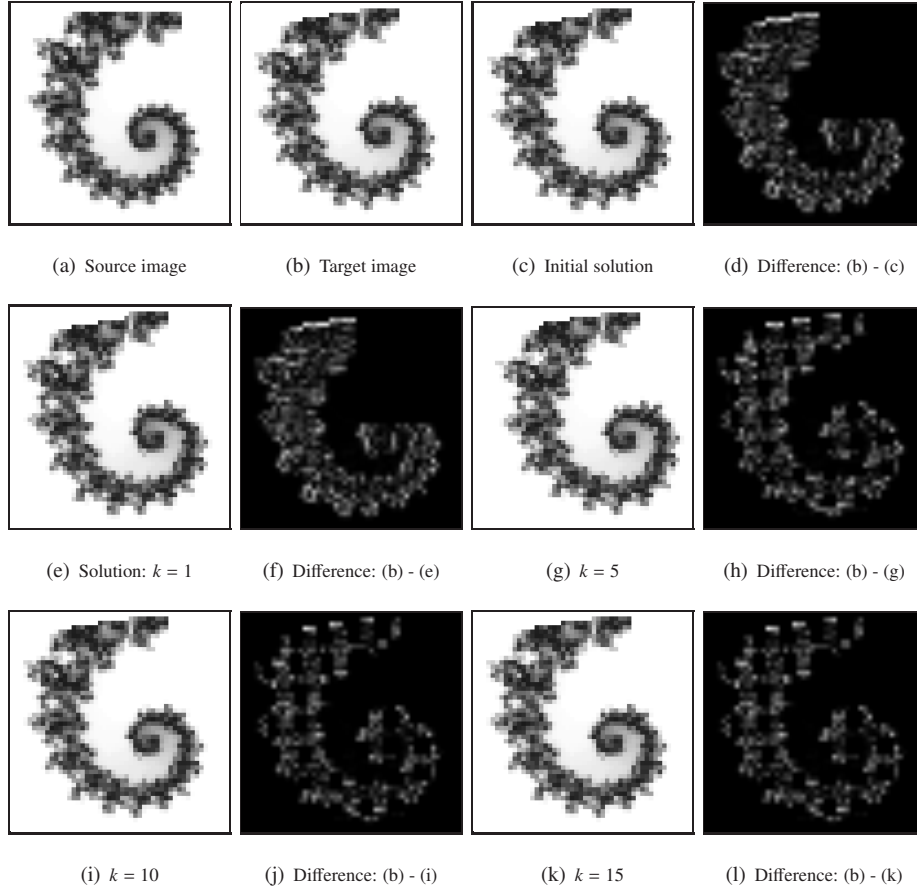 (a) Source image
(b) Target image
(c) Initial solution
(d) Difference: (b) - (c)
(e) Solution: k = 1
(f) Difference: (b) - (e)
(g) k = 5
(h) Difference: (b) - (g)
(i) k = 10
(j) Difference: (b) - (i)
(k) k = 15
(l) Difference: (b) - (k)